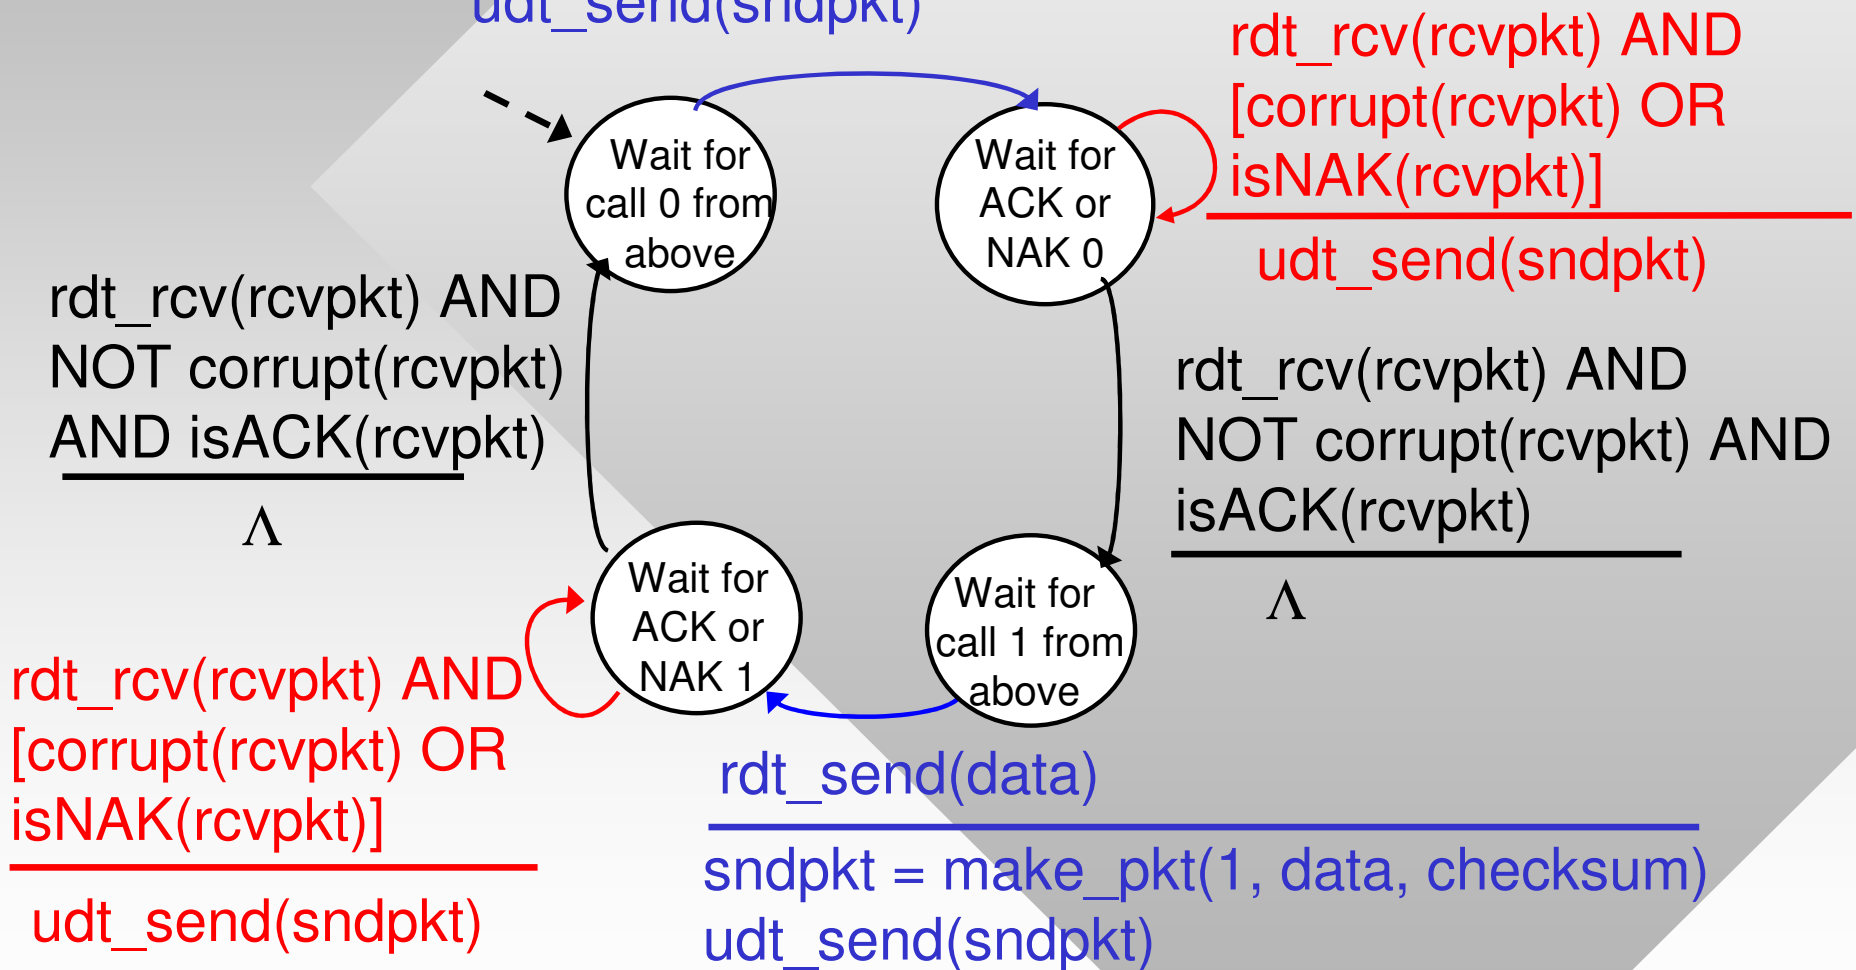 udt_send(sndpkt)
rdt_rcv(rcvpkt) AND
[corrupt(rcvpkt) OR
isNAK(rcvpkt)]
udt_send(sndpkt)
Wait for
call 0 from
above
Wait for
ACK or
NAK 0
rdt_rcv(rcvpkt) AND
NOT corrupt(rcvpkt)
AND isACK(rcvpkt)
Λ
rdt_rcv(rcvpkt) AND
NOT corrupt(rcvpkt) AND
isACK(rcvpkt)
Λ
Wait for
ACK or
NAK 1
Wait for
call 1 from
above
rdt_rcv(rcvpkt) AND
[corrupt(rcvpkt) OR
isNAK(rcvpkt)]
udt_send(sndpkt)
rdt_send(data)
sndpkt = make_pkt(1, data, checksum)
udt_send(sndpkt)